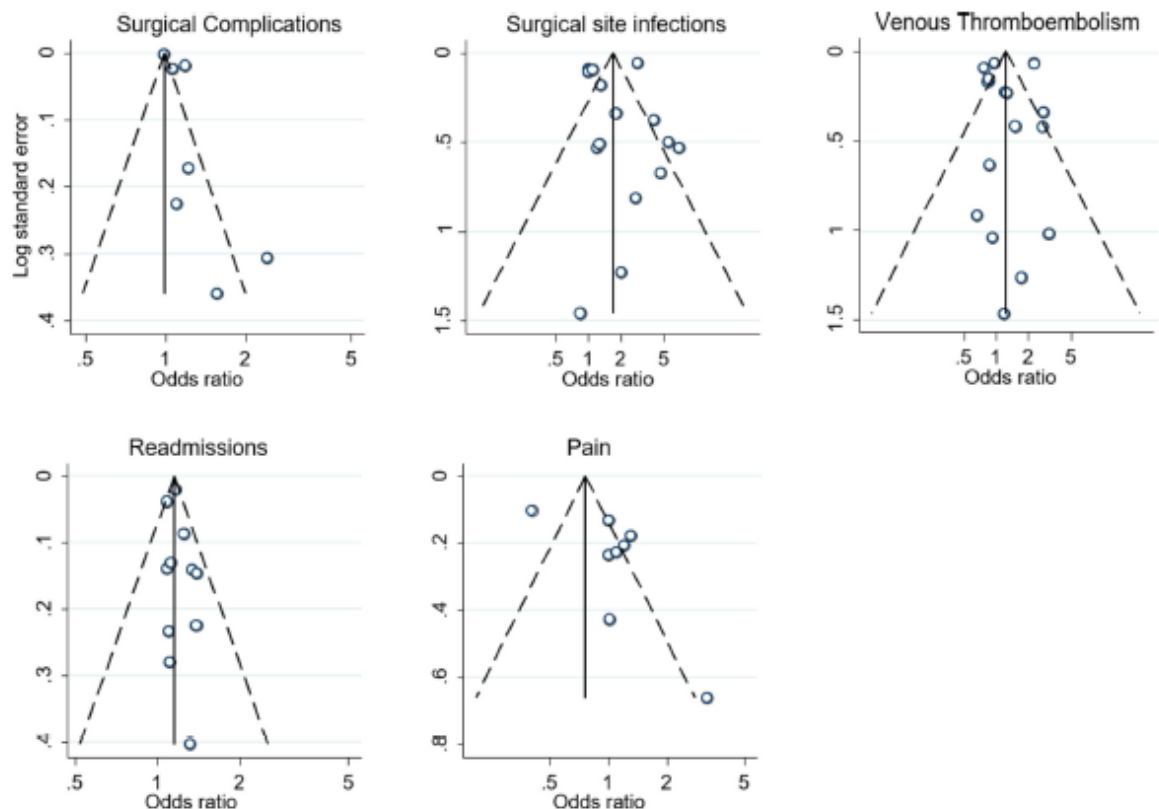 Surgical Complications
Log standard error
0
.1
.2
.3
.4
.5 1 2 5
Odds ratio
Surgical site infections
0
.5
1
1.5
.5 1 2 5
Odds ratio
Venous Thromboembolism
0
.5
1
1.5
.5 1 2 5
Odds ratio
Readmissions
0
.1
.2
.3
.4
.5 1 2 5
Odds ratio
Pain
0
.2
.4
.6
.8
1 2 5
Odds ratio